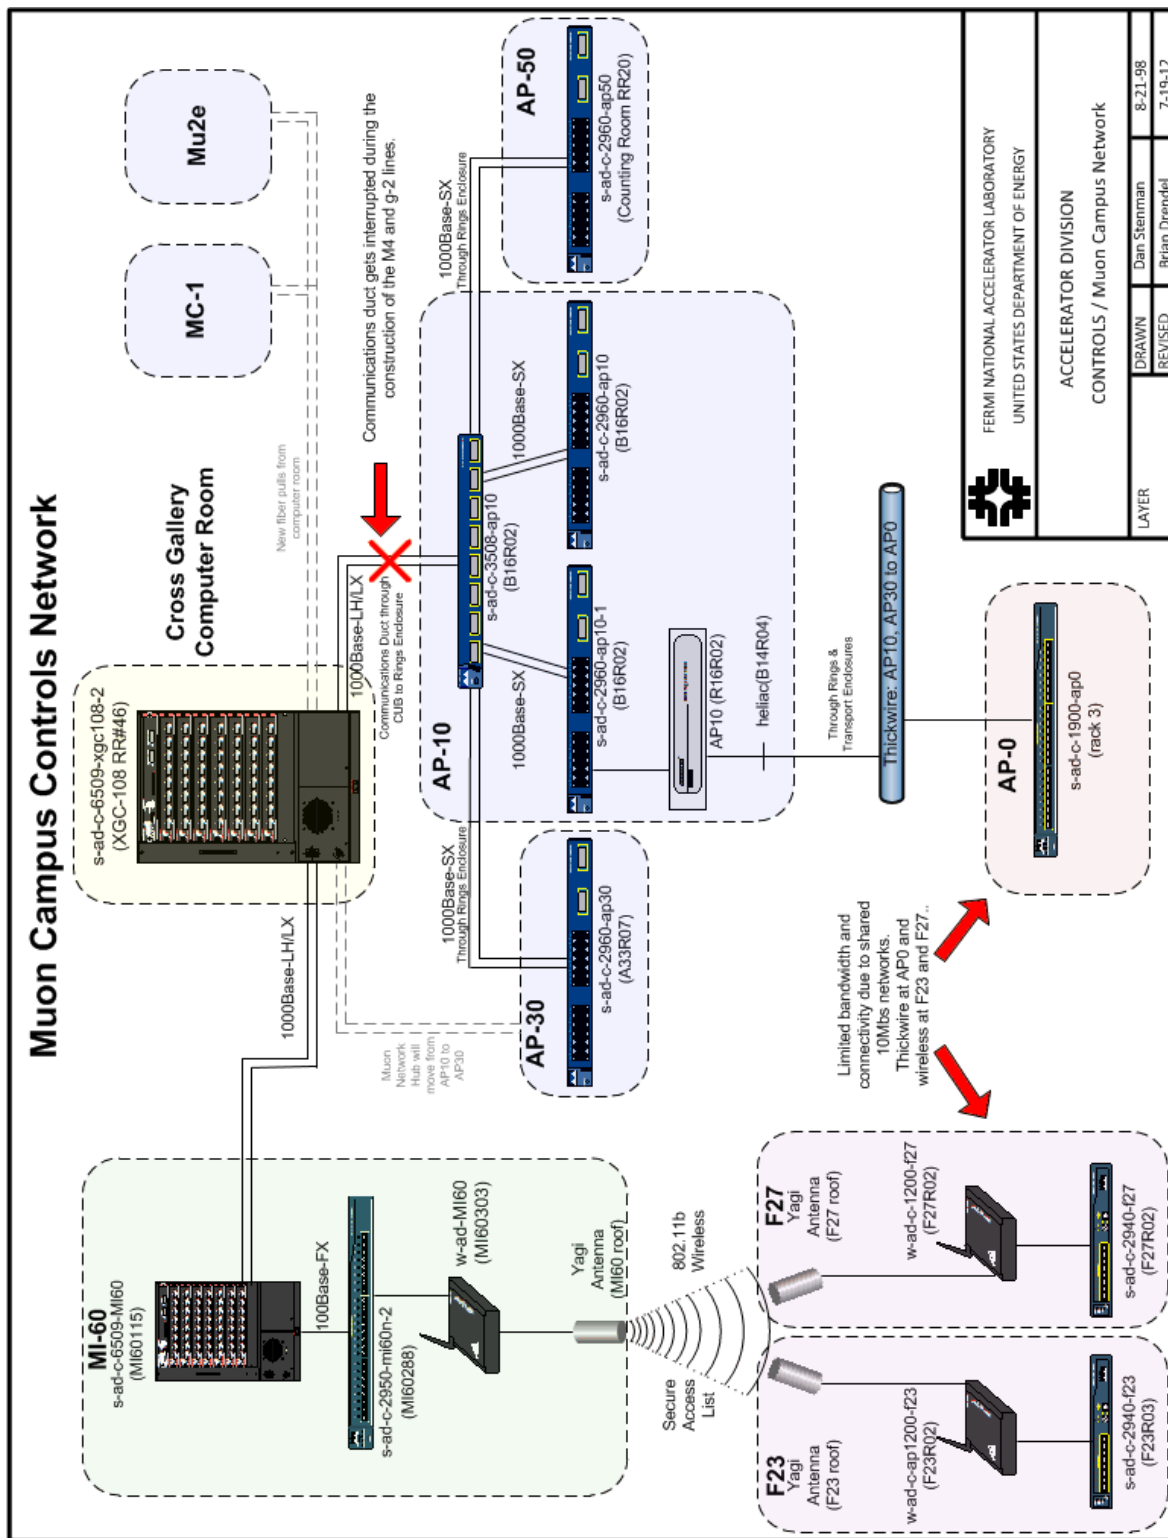 Muon Campus Controls Network
MI-60
s-ad-c-6509-MI60
(MI60115)
100Base-FX
s-ad-c-2950-mi60n-2
(MI60288)
w-ad-MI60
(MI60303)
Yagi
Antenna
(MI60 roof)
Secure
Access
List
802.11b
Wireless
F23
Yagi
Antenna
(F23 roof)
w-ad-c-ap1200-f23
(F23R02)
s-ad-c-2940-f23
(F23R03)
F27
Yagi
Antenna
(F27 roof)
w-ad-c-1200-f27
(F27R02)
s-ad-c-2940-f27
(F27R02)
1000Base-LH/LX
s-ad-c-6509-xgc108-2
(XGC-108 RR#46)
Cross Gallery
Computer Room
1000Base-LH/LX
Communications Duct through
CUB to Rings Enclosure
New fiber pulls from
computer room
MC-1
Mu2e
Communications duct gets interrupted during the
construction of the M4 and g-2 lines.
Muon
Network
Hub will
move from
AP10 to
AP30
AP-30
s-ad-c-2960-ap30
(A33R07)
1000Base-SX
Through Rings Enclosure
AP-10
s-ad-c-3508-ap10
(B16R02)
1000Base-SX
1000Base-SX
s-ad-c-2960-ap10-1
(B16R02)
s-ad-c-2960-ap10
(B16R02)
AP10 (R16R02)
heliac(B14R04)
1000Base-SX
Through Rings Enclosure
AP-50
s-ad-c-2960-ap50
(Counting Room RR20)
Through Rings &
Transport Enclosures
Thickwire: AP10, AP30 to AP0
AP-0
s-ad-c-1900-ap0
(rack 3)
Limited bandwidth and
connectivity due to shared
10Mbs networks.
Thickwire at AP0 and
wireless at F23 and F27..
FERMI NATIONAL ACCELERATOR LABORATORY
UNITED STATES DEPARTMENT OF ENERGY
ACCELERATOR DIVISION
CONTROLS / Muon Campus Network
LAYER
DRAWN Dan Stenman 8-21-98
REVISED Brian Drendel 7-19-12